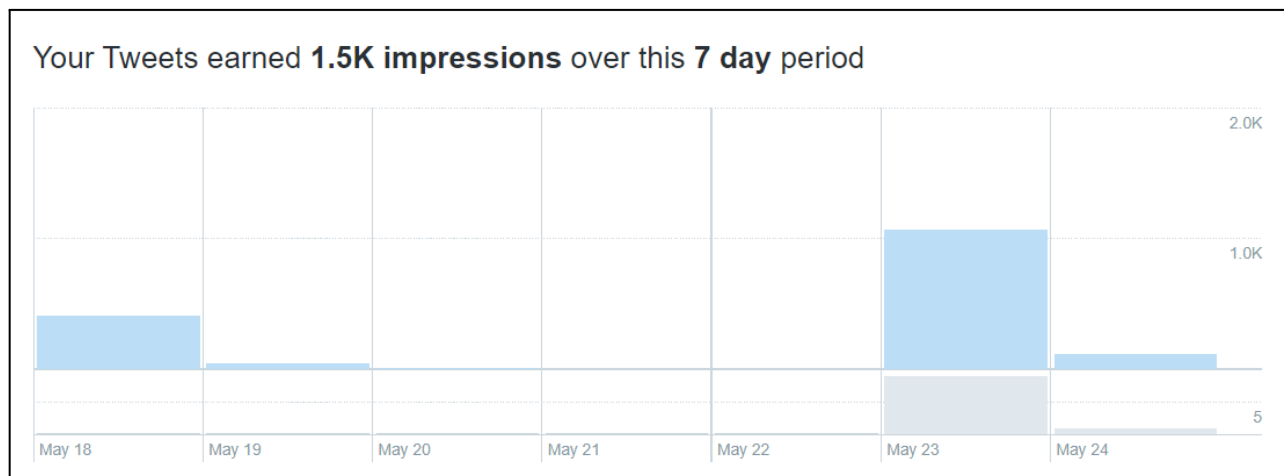 Your Tweets earned 1.5K impressions over this 7 day period
2.0K
1.0K
5
May 18 May 19 May 20 May 21 May 22 May 23 May 24